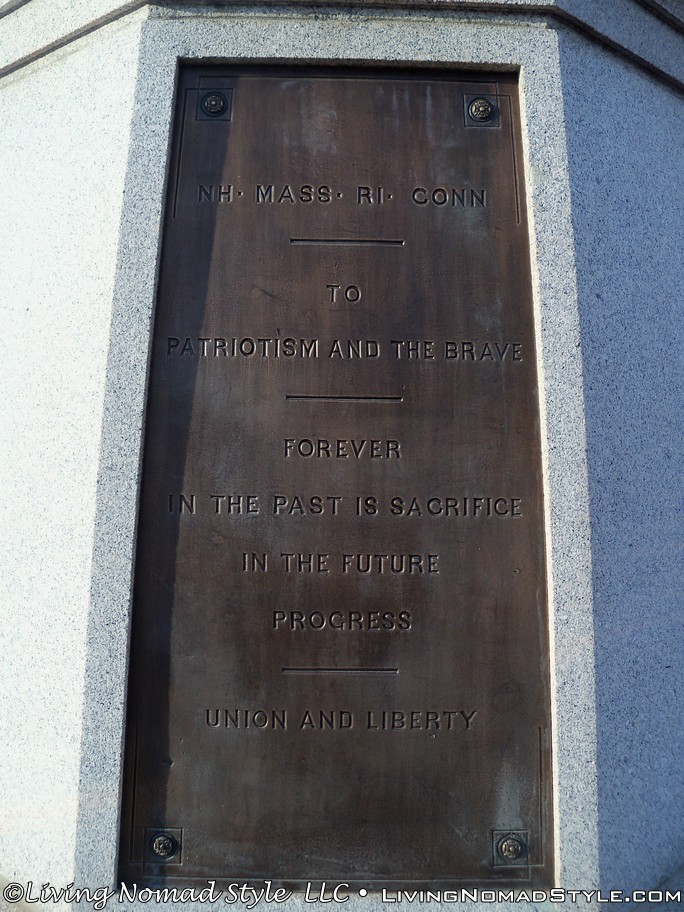 NH· MASS· RI· CONN
TO
PATRIOTISM AND THE BRAVE
FOREVER
IN THE PAST IS SACRIFICE
IN THE FUTURE
PROGRESS
UNION AND LIBERTY
©Living Nomad Style LLC • LivingNomadStyle.com